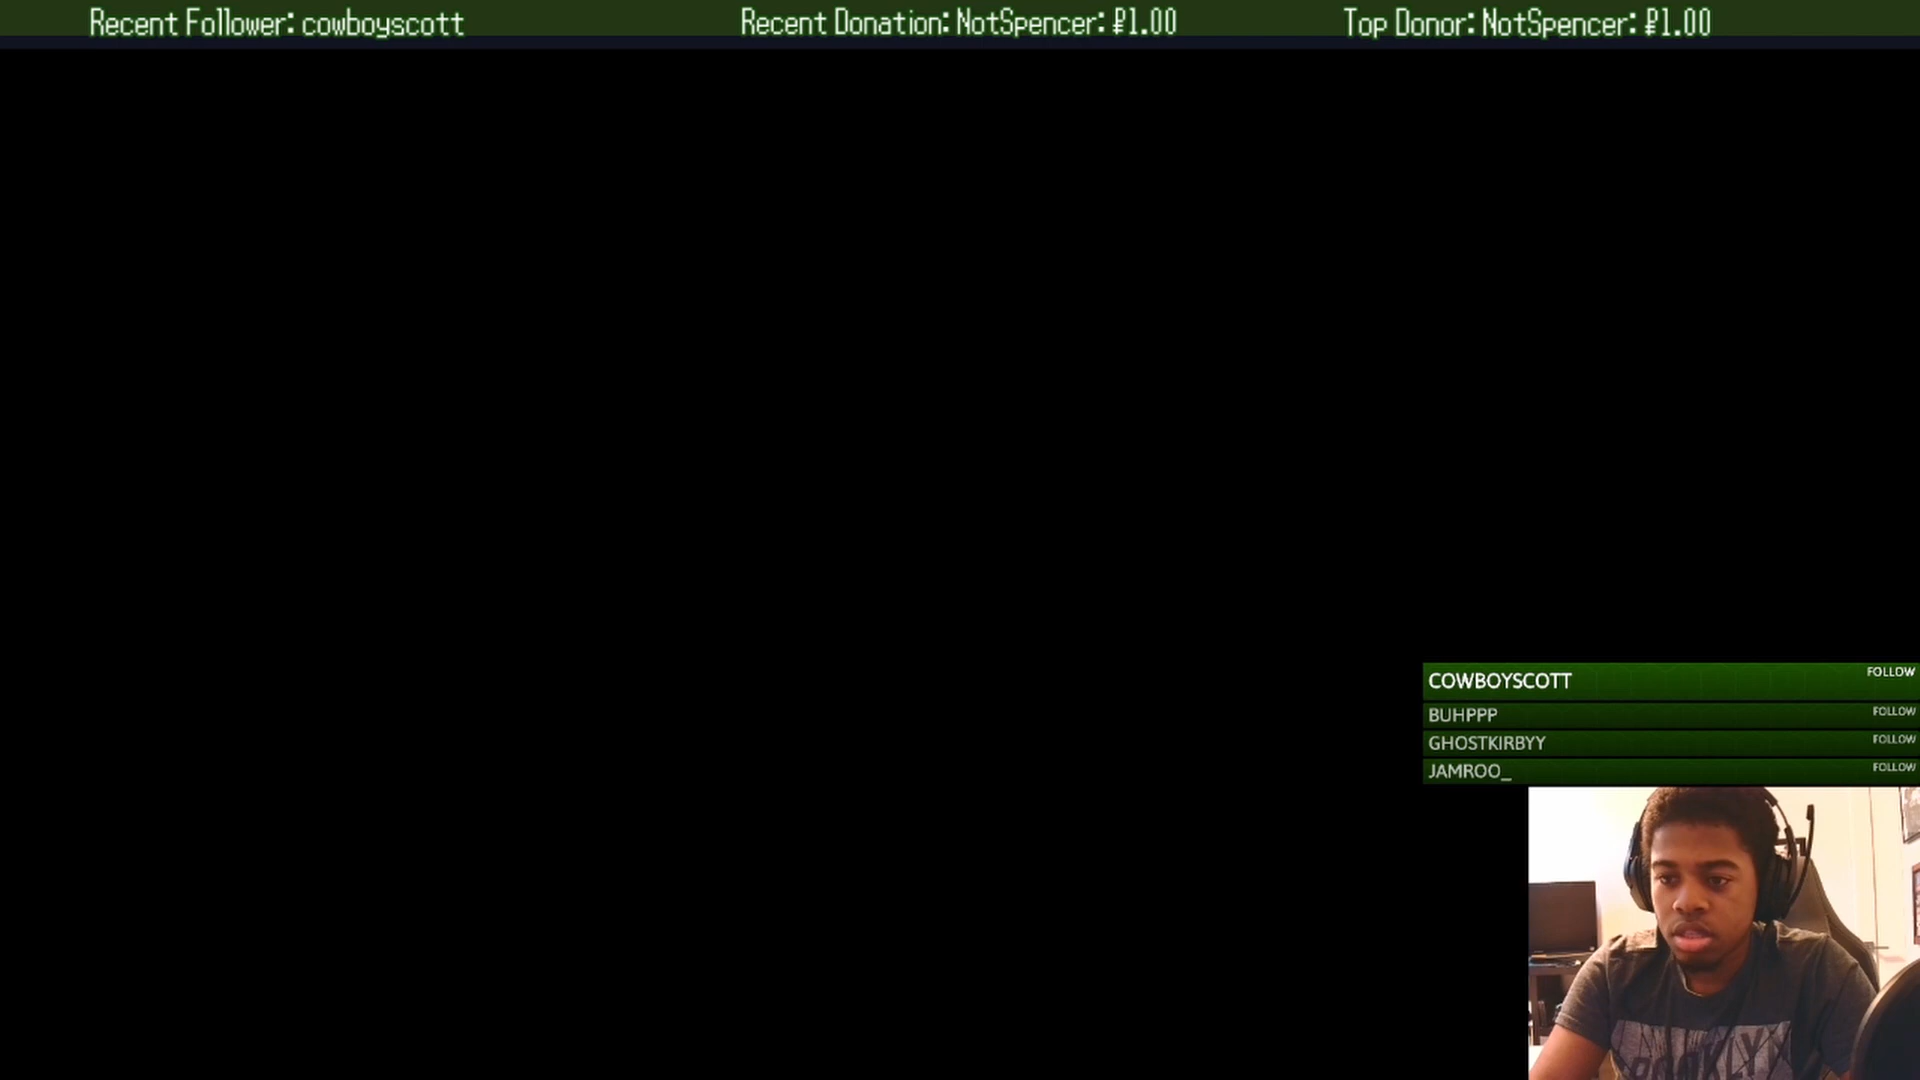 Recent Follower: cowboyscott
Recent Donation: NotSpencer: ₽1.00
Top Donor: NotSpencer: ₽1.00
COWBOYSCOTT FOLLOW
BUHPPP FOLLOW
GHOSTKIRBYY FOLLOW
JAMROO_ FOLLOW
BROOKLYN